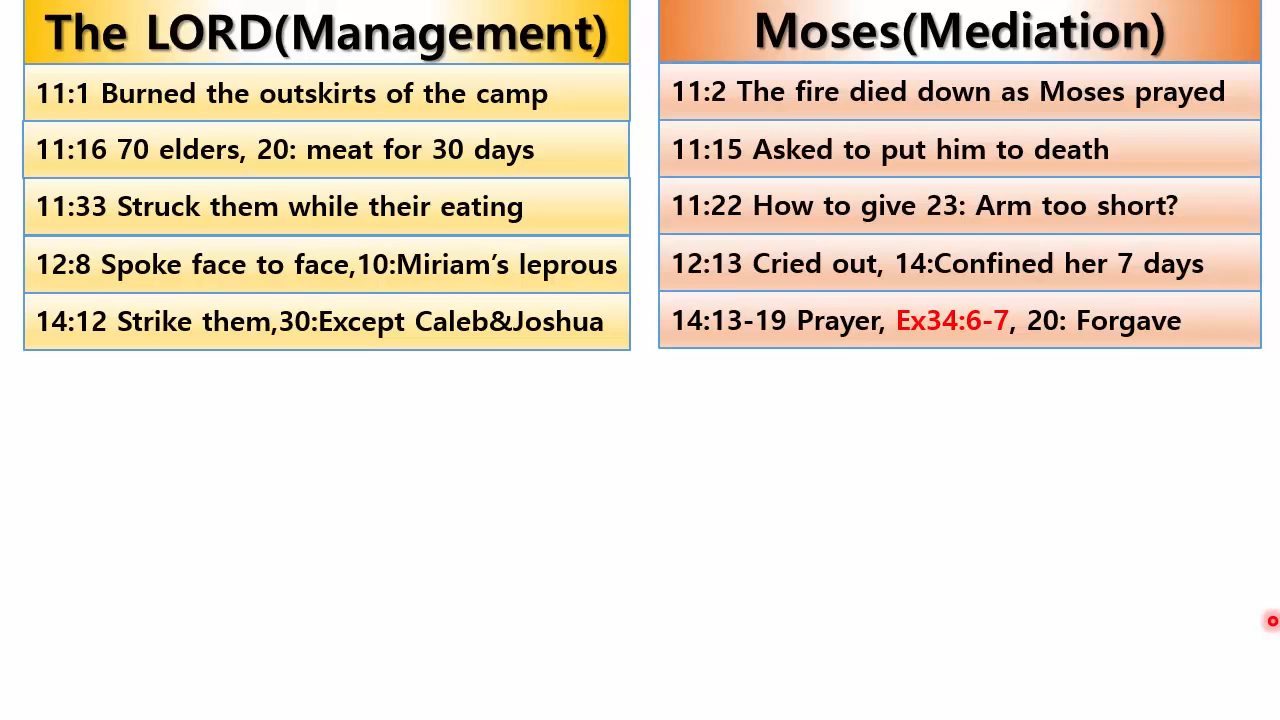 The LORD(Management)
11:1 Burned the outskirts of the camp
11:16 70 elders, 20: meat for 30 days
11:33 Struck them while their eating
12:8 Spoke face to face,10:Miriam’s leprous
14:12 Strike them,30:Except Caleb&Joshua
Moses(Mediation)
11:2 The fire died down as Moses prayed
11:15 Asked to put him to death
11:22 How to give 23: Arm too short?
12:13 Cried out, 14:Confined her 7 days
14:13-19 Prayer, Ex34:6-7, 20: Forgave